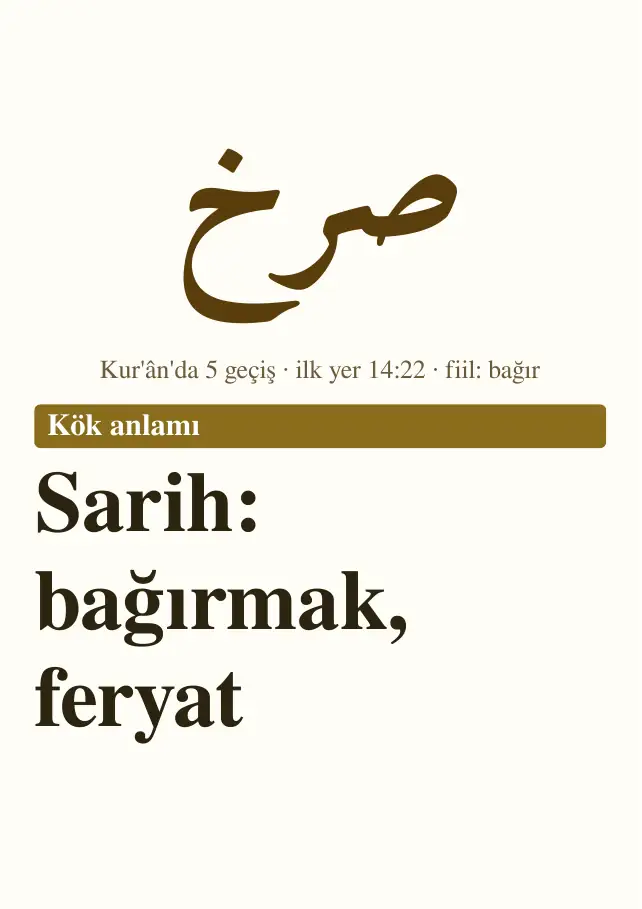 صرخ
Kur'ân'da 5 geçiş · ilk yer 14:22 · fiil: bağır
Kök anlamı
Sarih:
bağırmak,
feryat